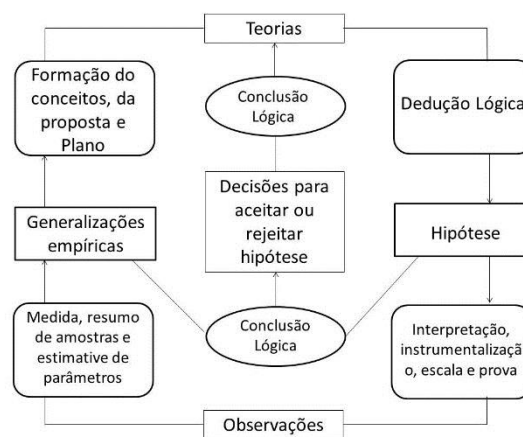 Teorias
Formação do
conceitos, da
proposta e
Plano
Conclusão
Lógica
Dedução Lógica
Generalizações
empíricas
Decisões para
aceitar ou
rejeitar
hipótese
Hipótese
Medida, resumo
de amostras e
estimative de
parâmetros
Conclusão
Lógica
Interpretação,
instrumentalizaçã
o, escala e prova
Observações